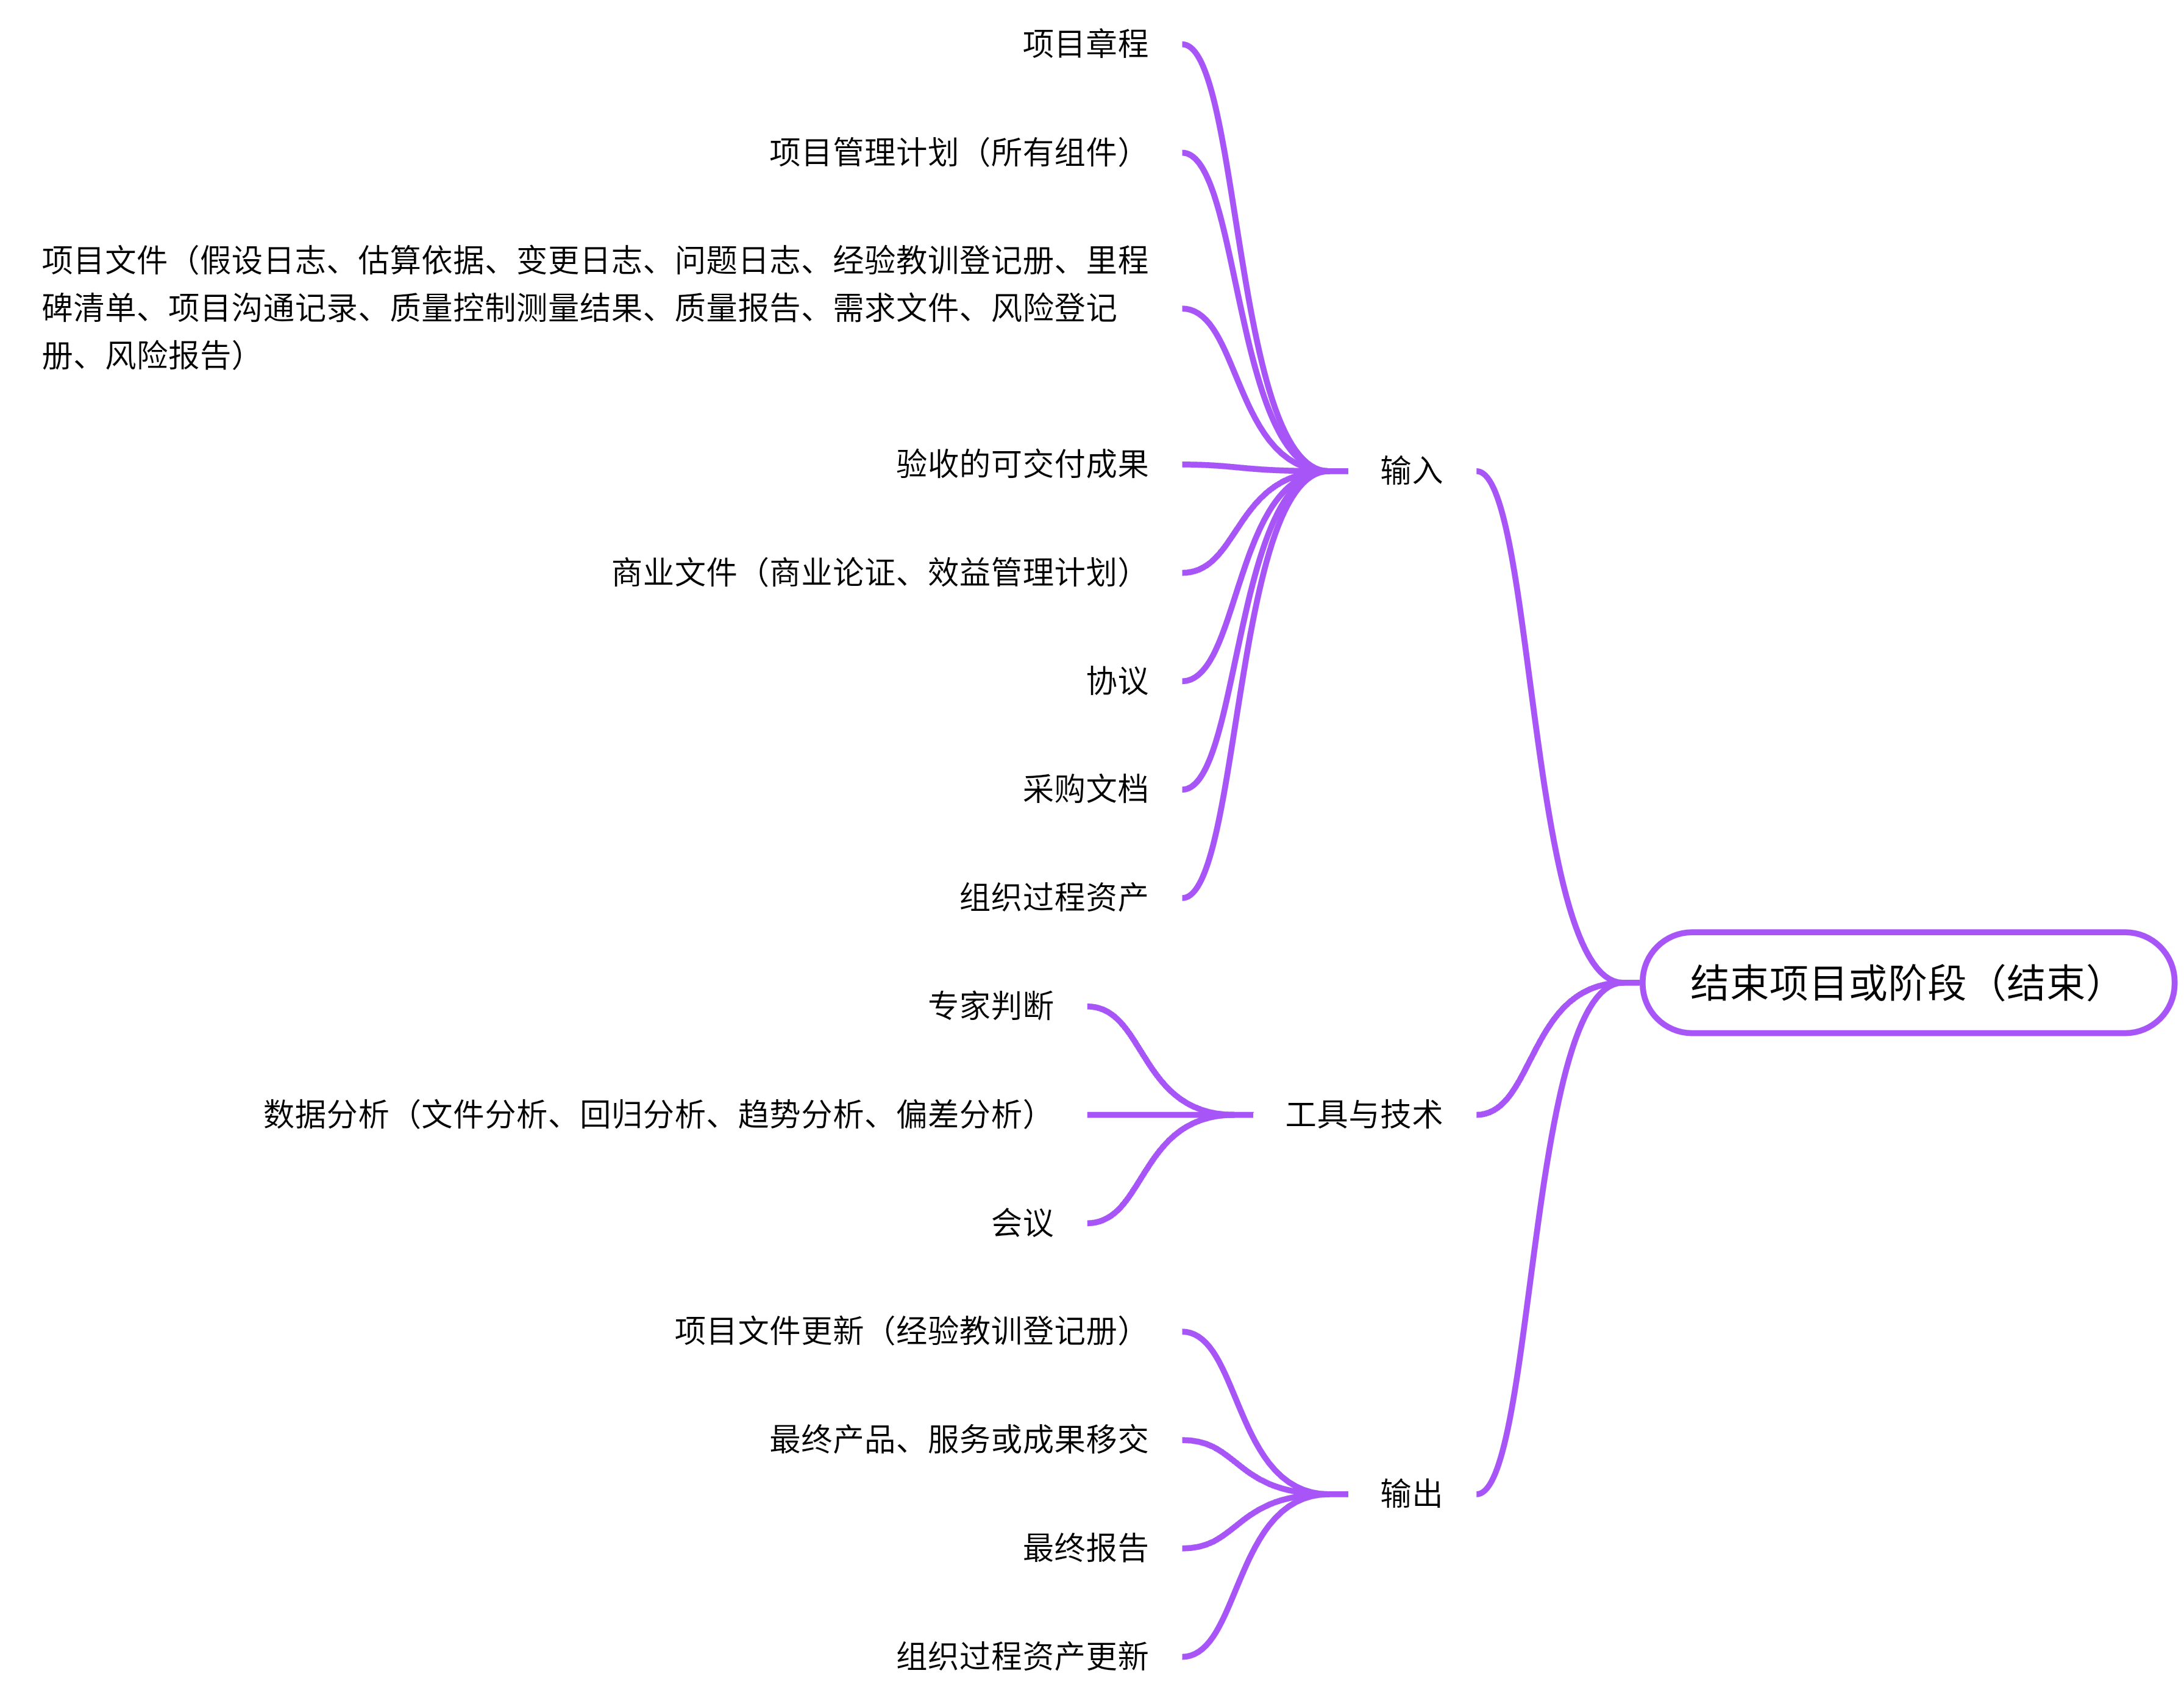 项目章程
项目管理计划（所有组件）
项目文件（假设日志、估算依据、变更日志、问题日志、经验教训登记册、里程
碑清单、项目沟通记录、质量控制测量结果、质量报告、需求文件、风险登记
册、风险报告）
验收的可交付成果
输入
商业文件（商业论证、效益管理计划）
协议
采购文档
组织过程资产
结束项目或阶段（结束）
专家判断
数据分析（文件分析、回归分析、趋势分析、偏差分析）
工具与技术
会议
项目文件更新（经验教训登记册）
最终产品、服务或成果移交
输出
最终报告
组织过程资产更新